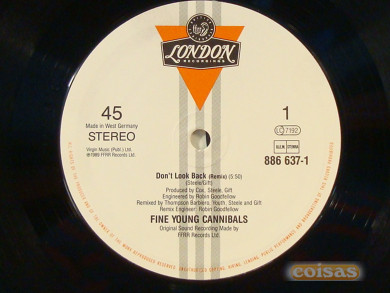 LONDON
RECORDINGS
45
Made in West Germany
STEREO
Virgin Music (Publ.) Ltd.
℗1989 FFRR Records Ltd.
1
LC 7192
BIEM STEMRA
886 637-1
Don't Look Back (Remix) (5:50)
(Steele/Gift)
Produced by Cox, Steele, Gift
Engineered by Robin Goodfellow
Remixed by Thompson Barbiero, Youth, Steele and Gift
Remix Engineer: Robin Goodfellow
FINE YOUNG CANNIBALS
Original Sound Recording Made by
FFRR Records Ltd.
coisas